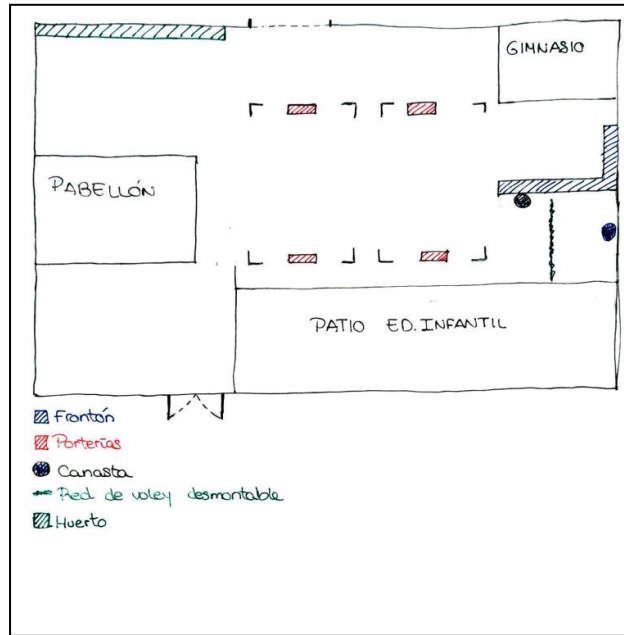 GIMNASIO
PABELLÓN
PATIO ED. INFANTIL
Frontón
Porterías
Canasta
Red de voley desmontable
Huerto